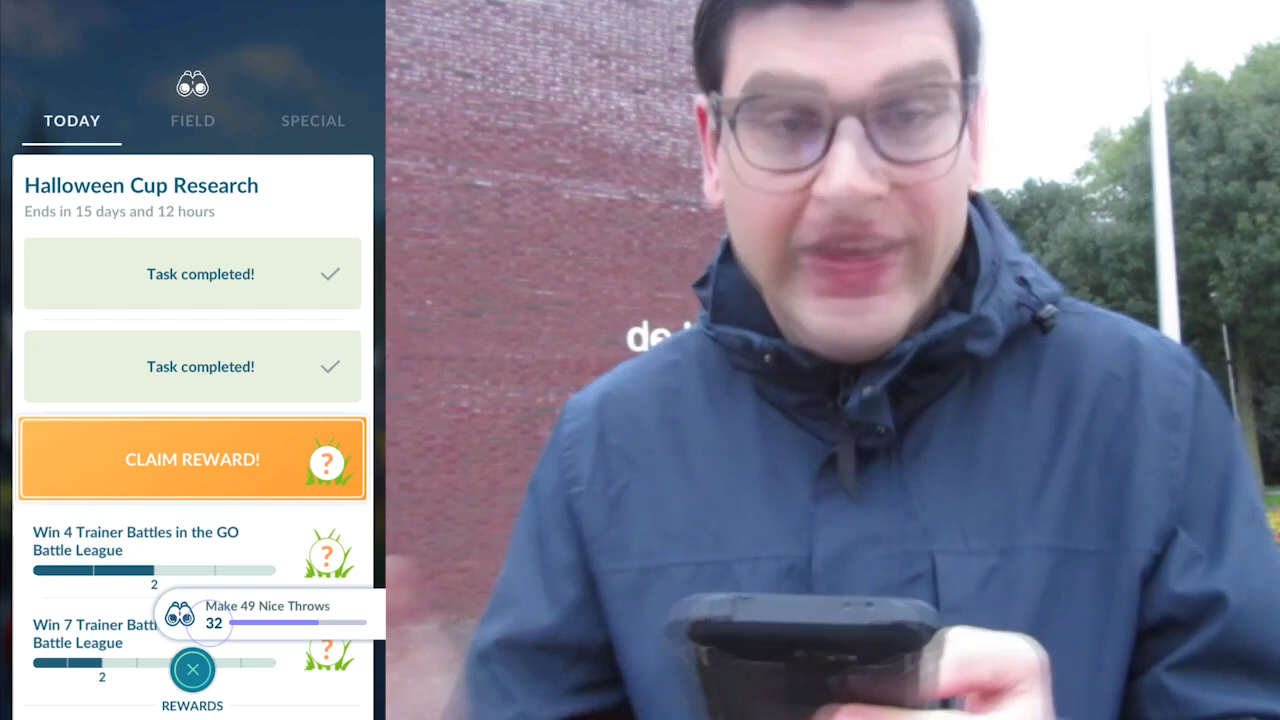 TODAY
FIELD
SPECIAL
Halloween Cup Research
Ends in 15 days and 12 hours
Task completed!
Task completed!
CLAIM REWARD!
?
Win 4 Trainer Battles in the GO
Battle League
?
2
Make 49 Nice Throws
32
Win 7 Trainer
Battle League
?
2
REWARDS
de